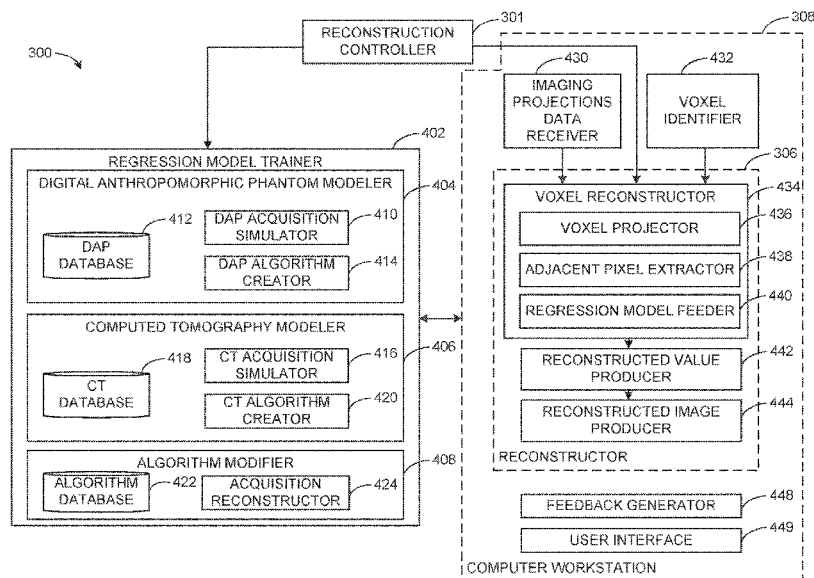 RECONSTRUCTION
CONTROLLER
301
308
300
430
432
IMAGING
PROJECTIONS
DATA
RECEIVER
VOXEL
IDENTIFIER
402
REGRESSION MODEL TRAINER
DIGITAL ANTHROPOMORPHIC PHANTOM MODELER
404
412
DAP
DATABASE
DAP ACQUISITION
SIMULATOR
410
DAP ALGORITHM
CREATOR
414
COMPUTED TOMOGRAPHY MODELER
406
418
CT
DATABASE
CT ACQUISITION
SIMULATOR
416
CT ALGORITHM
CREATOR
420
ALGORITHM MODIFIER
408
ALGORITHM
DATABASE
422
ACQUISITION
RECONSTRUCTOR
424
306
VOXEL RECONSTRUCTOR
434
VOXEL PROJECTOR
436
ADJACENT PIXEL EXTRACTOR
438
REGRESSION MODEL FEEDER
440
RECONSTRUCTED VALUE
PRODUCER
442
RECONSTRUCTED IMAGE
PRODUCER
444
RECONSTRUCTOR
FEEDBACK GENERATOR
448
USER INTERFACE
449
COMPUTER WORKSTATION